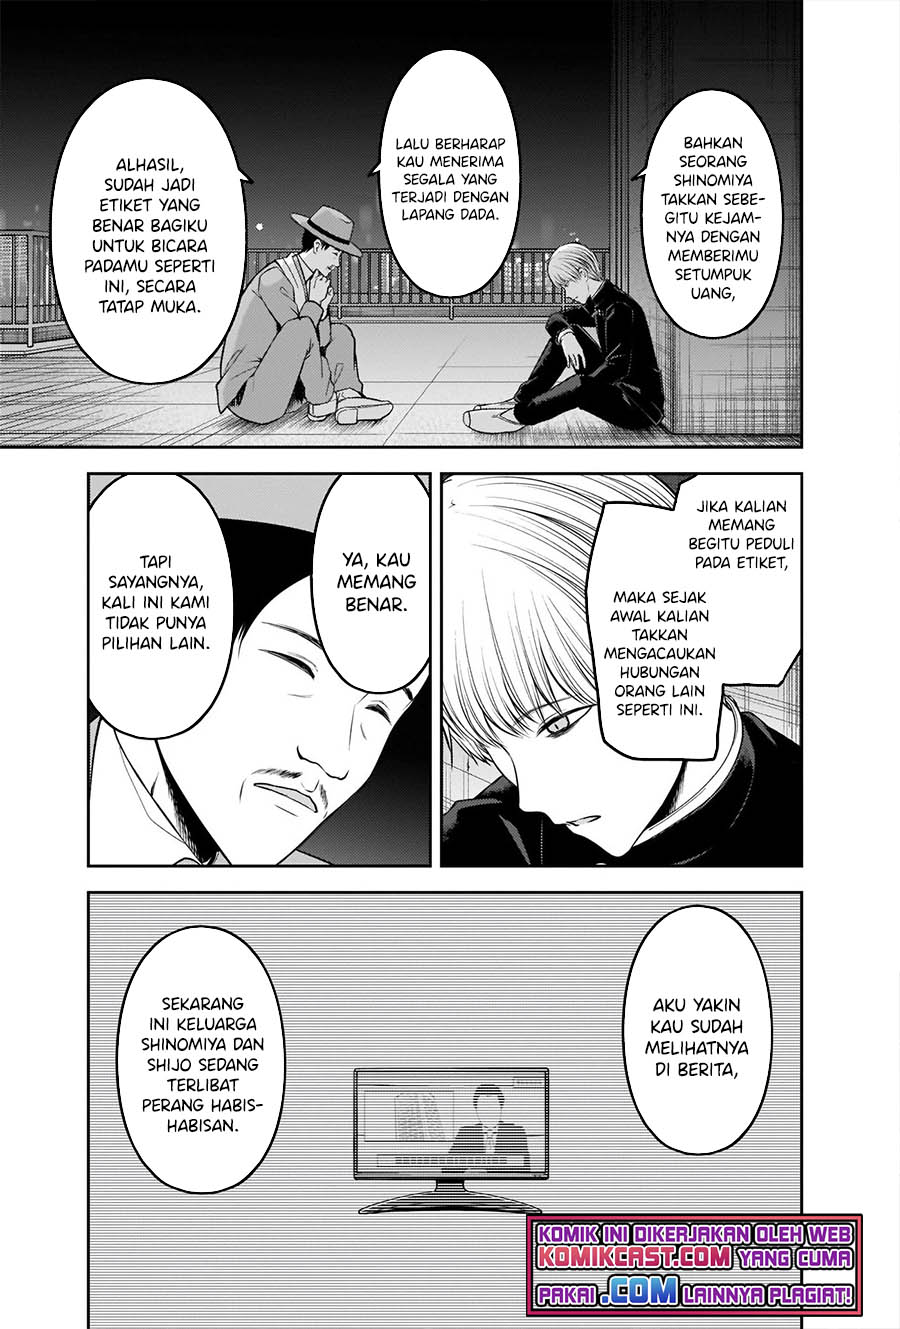 BAHKAN
SEORANG
SHINOMIYA
TAKKAN SEBE-
GITU KEJAM-
NYA DENGAN
MEMBERIMU
SETUMPUK
UANG,
LALU BERHARAP
KAU MENERIMA
SEGALA YANG
TERJADI DENGAN
LAPANG DADA.
ALHASIL,
SUDAH JADI
ETIKET YANG
BENAR BAGIKU
UNTUK BICARA
PADAMU SEPERTI
INI, SECARA
TATAP MUKA.
JIKA KALIAN
MEMANG
BEGITU PEDULI
PADA ETIKET,
MAKA SEJAK
AWAL KALIAN
TAKKAN
MENGACAUKAN
HUBUNGAN
ORANG LAIN
SEPERTI INI.
YA, KAU
MEMANG
BENAR.
TAPI
SAYANGNYA,
KALI INI KAMI
TIDAK PUNYA
PILIHAN LAIN.
AKU YAKIN
KAU SUDAH
MELIHATNYA
DI BERITA,
SEKARANG
INI KELUARGA
SHINOMIYA DAN
SHIJO SEDANG
TERLIBAT
PERANG HABIS-
HABISAN.
KOMIK INI DIKERJAKAN OLEH WEB
KOMIKCAST.COM YANG CUMA
PAKAI .COM LAINNYA PLAGIAT!